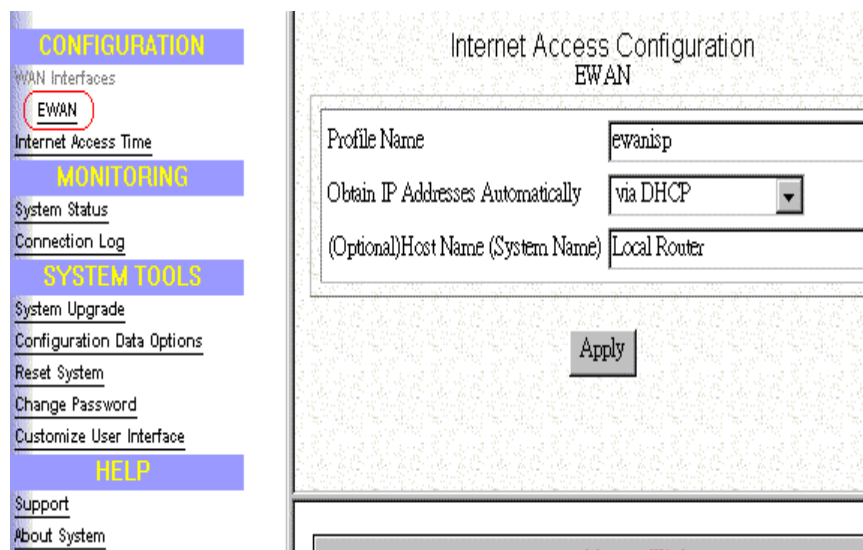 CONFIGURATION
WAN Interfaces
EWAN
Internet Access Time
MONITORING
System Status
Connection Log
SYSTEM TOOLS
System Upgrade
Configuration Data Options
Reset System
Change Password
Customize User Interface
HELP
Support
About System
Internet Access Configuration
EWAN
Profile Name ewanisp
Obtain IP Addresses Automatically via DHCP
(Optional)Host Name (System Name) Local Router
Apply